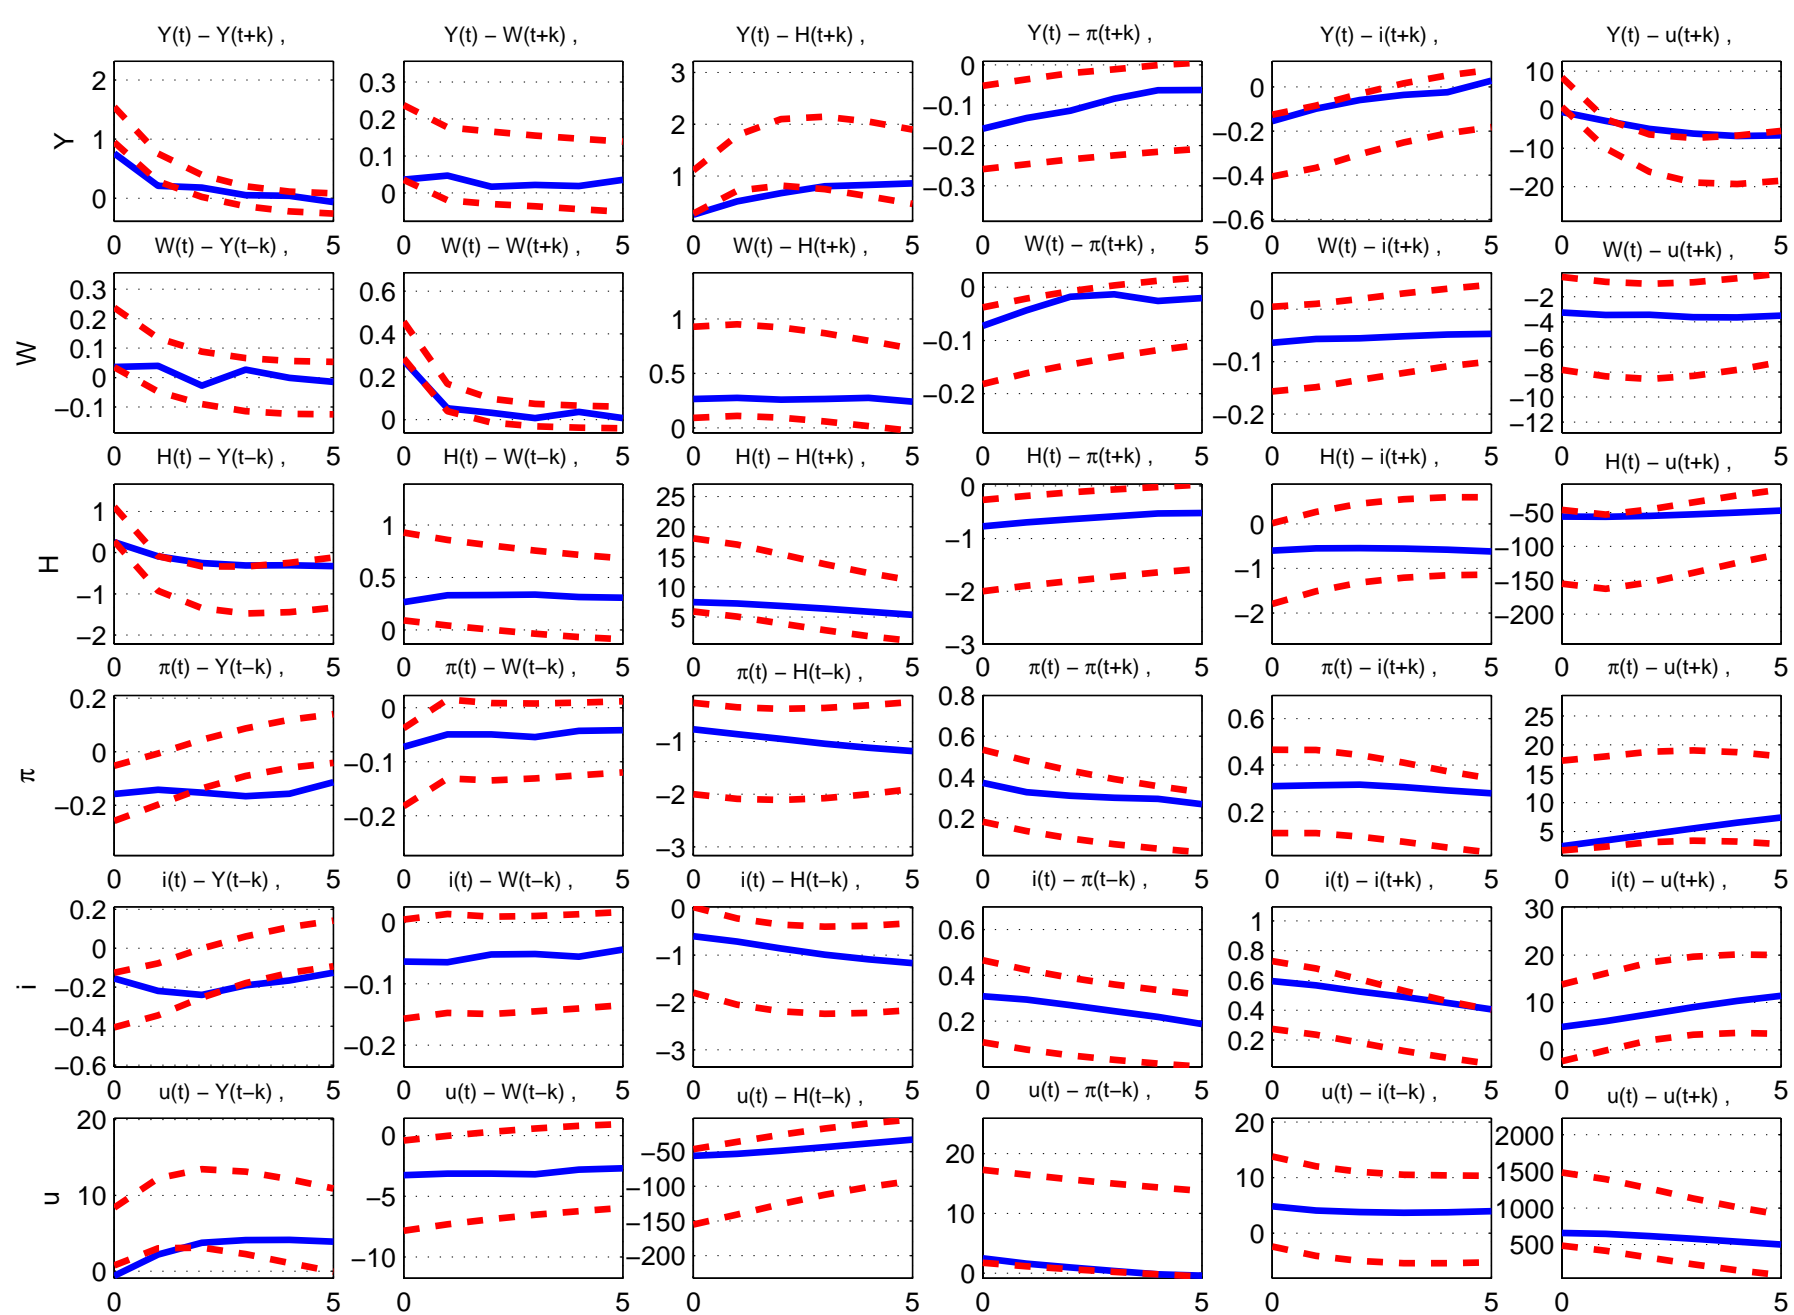 Y(t) − Y(t+k) , Y(t) − W(t+k) , Y(t) − H(t+k) , Y(t) − π(t+k) , Y(t) − i(t+k) , Y(t) − u(t+k) ,
Y
2 1 0
0.3 0.2 0.1 0
3 2 1
0 −0.1 −0.2 −0.3
0 −0.2 −0.4 −0.6
10 0 −10 −20
0 5 0 5 0 5 0 5 0 5 0 5
W(t) − Y(t−k) , W(t) − W(t+k) , W(t) − H(t+k) , W(t) − π(t+k) , W(t) − i(t+k) , W(t) − u(t+k) ,
W
0.3 0.2 0.1 0 −0.1
0.6 0.4 0.2 0
1 0.5 0
0 −0.1 −0.2
0 −0.1 −0.2
−2 −4 −6 −8 −10 −12
0 5 0 5 0 5 0 5 0 5 0 5
H(t) − Y(t−k) , H(t) − W(t−k) , H(t) − H(t+k) , H(t) − π(t+k) , H(t) − i(t+k) , H(t) − u(t+k) ,
H
1 0 −1 −2
1 0.5 0
25 20 15 10 5
0 −1 −2 −3
0 −1 −2
−50 −100 −150 −200
0 5 0 5 0 5 0 5 0 5 0 5
π(t) − Y(t−k) , π(t) − W(t−k) , π(t) − H(t−k) , π(t) − π(t+k) , π(t) − i(t+k) , π(t) − u(t+k) ,
π
0.2 0 −0.2
0 −0.1 −0.2
−1 −2 −3
0.8 0.6 0.4 0.2
0.6 0.4 0.2
25 20 15 10 5
0 5 0 5 0 5 0 5 0 5 0 5
i(t) − Y(t−k) , i(t) − W(t−k) , i(t) − H(t−k) , i(t) − π(t−k) , i(t) − i(t+k) , i(t) − u(t+k) ,
i
0.2 0 −0.2 −0.4 −0.6
0 −0.1 −0.2
0 −1 −2 −3
0.6 0.4 0.2
1 0.8 0.6 0.4 0.2
30 20 10 0
0 5 0 5 0 5 0 5 0 5 0 5
u(t) − Y(t−k) , u(t) − W(t−k) , u(t) − H(t−k) , u(t) − π(t−k) , u(t) − i(t−k) , u(t) − u(t+k) ,
u
20 10 0
0 −5 −10
−50 −100 −150 −200
20 10 0
20 10 0
2000 1500 1000 500
0 5 0 5 0 5 0 5 0 5 0 5